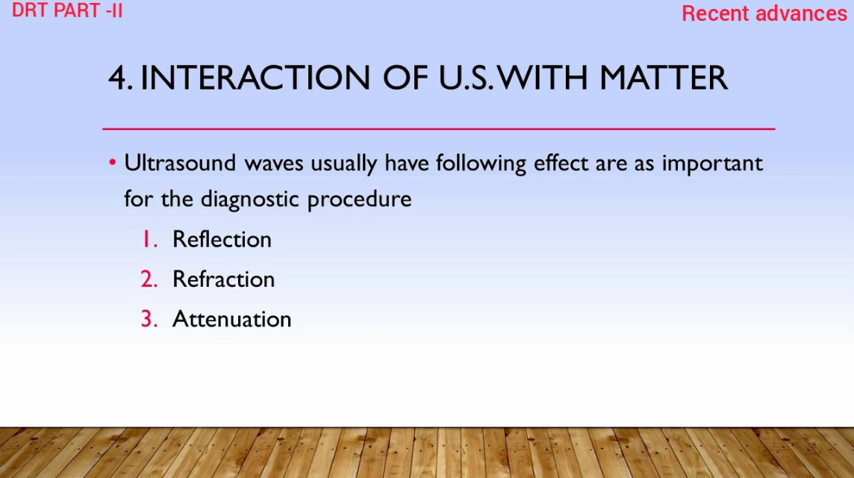 DRT PART -II
Recent advances
4. INTERACTION OF U.S.WITH MATTER
• Ultrasound waves usually have following effect are as important
for the diagnostic procedure
1. Reflection
2. Refraction
3. Attenuation